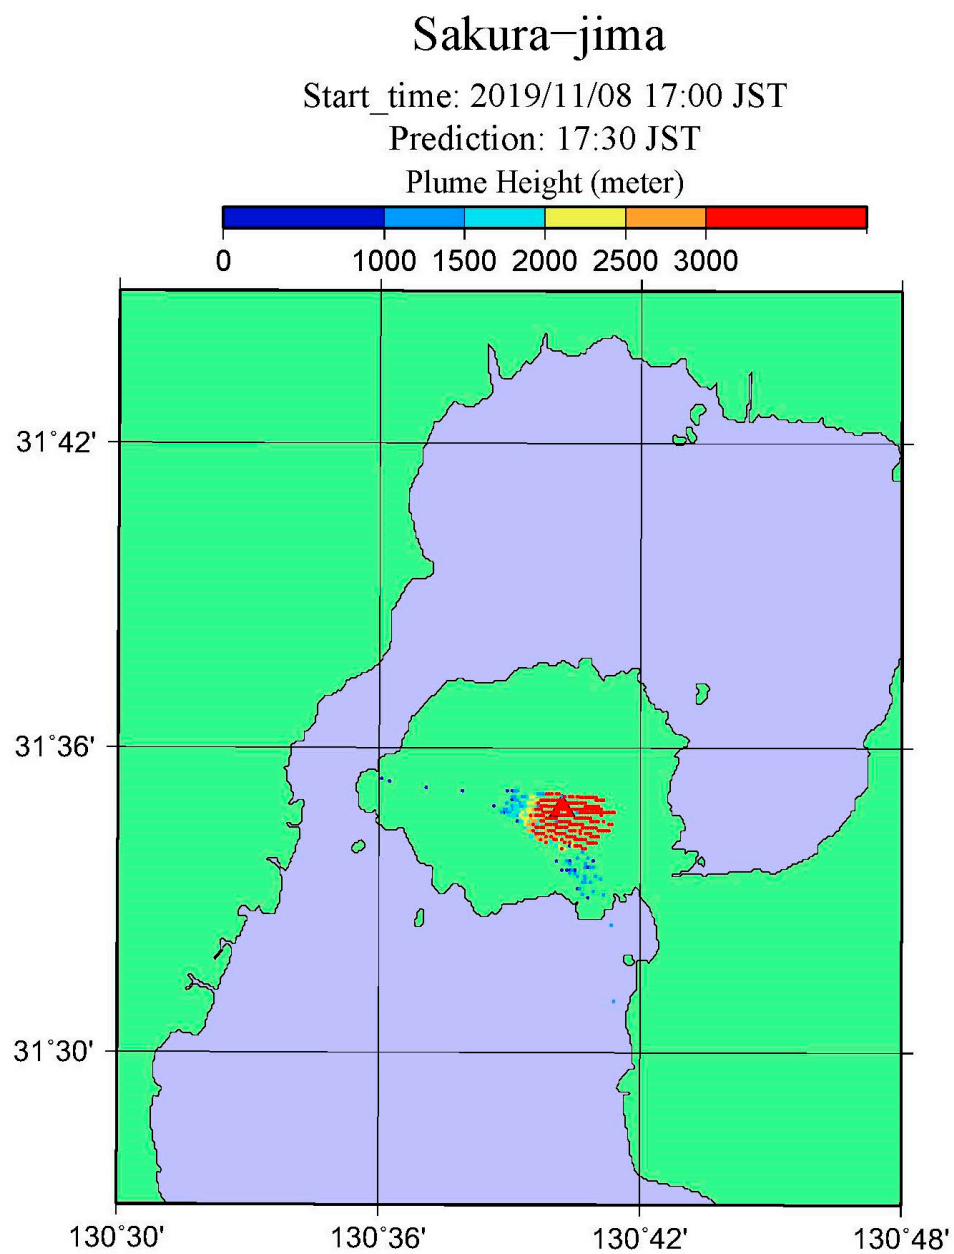 Sakura−jima
Start_time: 2019/11/08 17:00 JST
Prediction: 17:30 JST
Plume Height (meter)
0 1000 1500 2000 2500 3000
31°42'
31°36'
31°30'
130°30' 130°36' 130°42' 130°48'